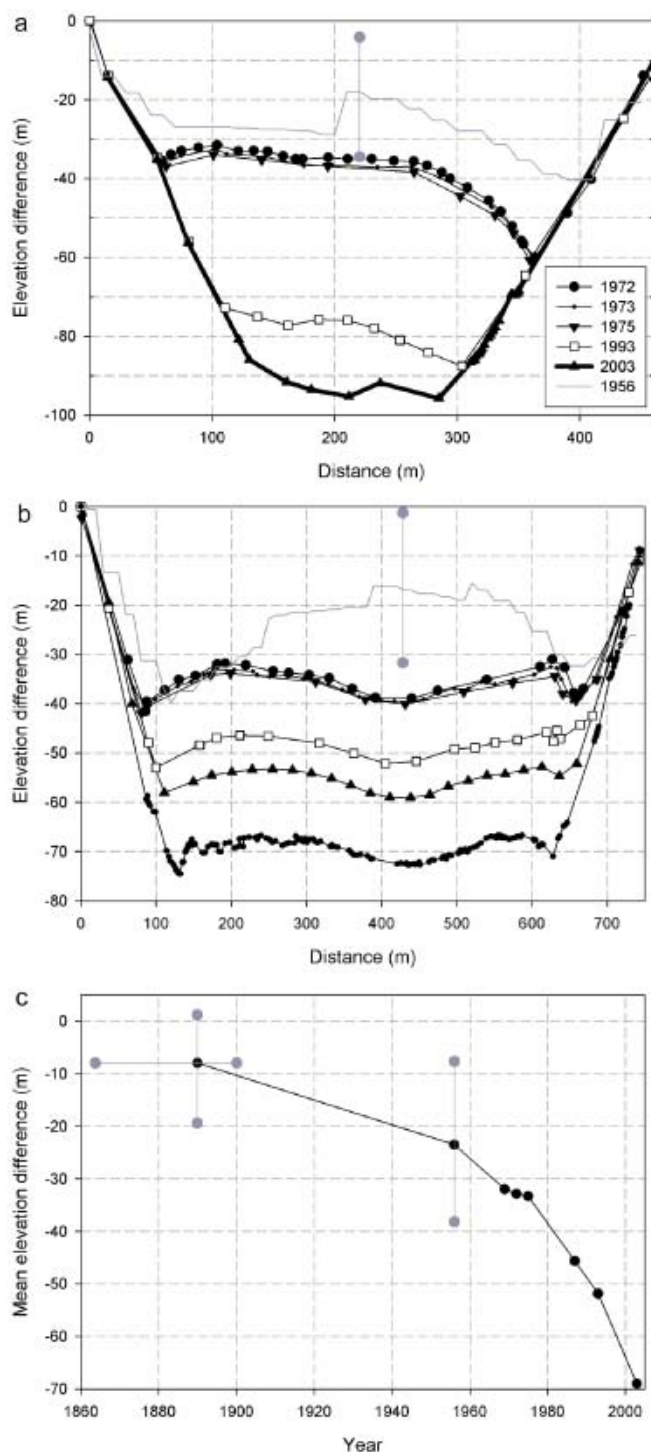 a
0
-20
-40
-60
-80
-100
Elevation difference (m)
1972
1973
1975
1993
2003
1956
0 100 200 300 400
Distance (m)
b
0
-10
-20
-30
-40
-50
-60
-70
-80
Elevation difference (m)
0 100 200 300 400 500 600 700
Distance (m)
c
0
-10
-20
-30
-40
-50
-60
-70
Mean elevation difference (m)
1860 1880 1900 1920 1940 1960 1980 2000
Year